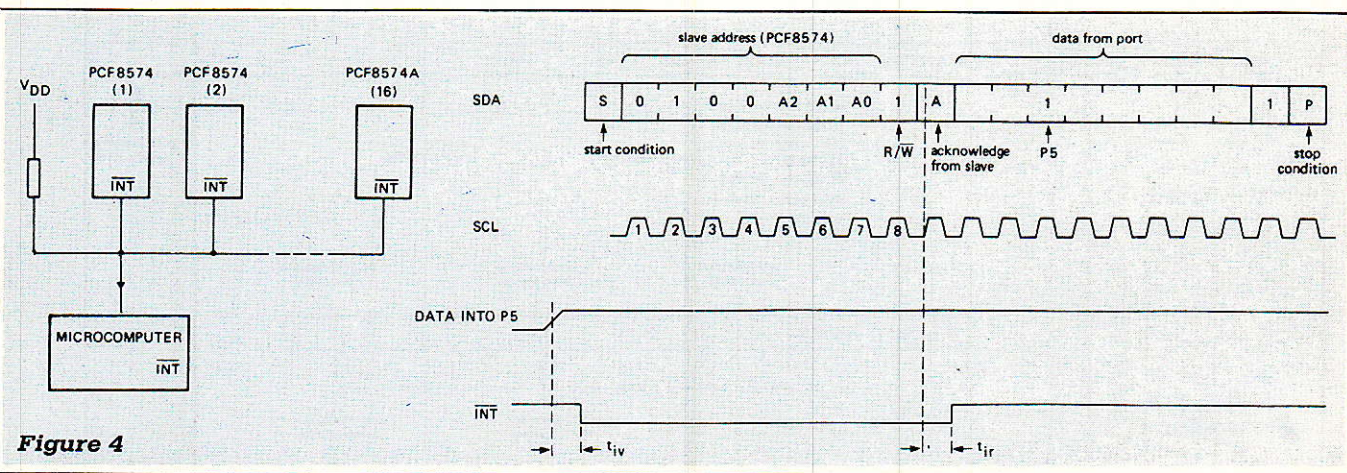 V_DD
PCF8574 (1)
PCF8574 (2)
PCF8574A (16)
INT
INT
INT
MICROCOMPUTER
INT
Figure 4
slave address (PCF8574)
data from port
SDA
S 0 1 0 0 A2 A1 A0 1 A 1 1 P
start condition
R/W
acknowledge from slave
P5
stop condition
SCL
1 2 3 4 5 6 7 8
DATA INTO P5
INT
t_iv
t_ir